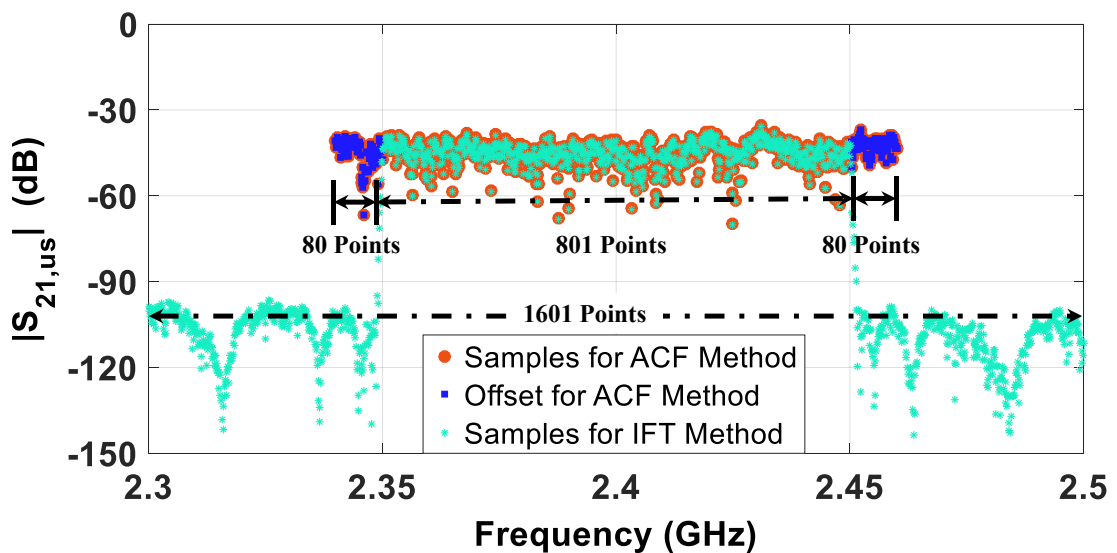 0
-30
-60
-90
-120
-150
|S21,us| (dB)
80 Points
801 Points
80 Points
1601 Points
Samples for ACF Method
Offset for ACF Method
Samples for IFT Method
2.3
2.35
2.4
2.45
2.5
Frequency (GHz)